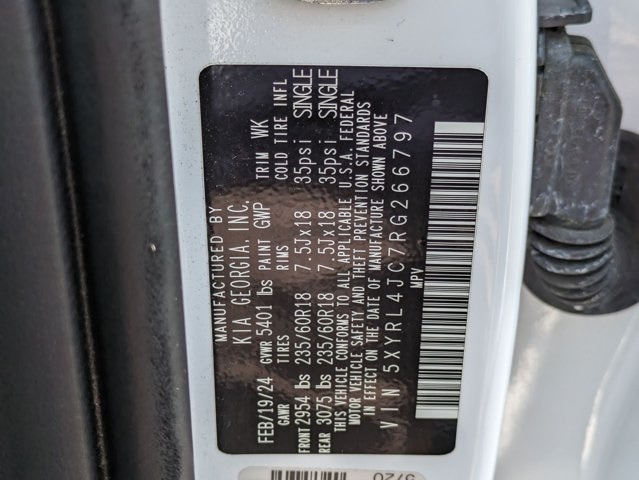 MANUFACTURED BY
KIA GEORGIA, INC.
FEB/19/24 GVWR 5401 lbs PAINT GWP TRIM WK
GAWR TIRES RIMS COLD TIRE INFL
FRONT 2954 lbs 235/60R18 7.5Jx18 35psi SINGLE
REAR 3075 lbs 235/60R18 7.5Jx18 35psi SINGLE
THIS VEHICLE CONFORMS TO ALL APPLICABLE U.S.A. FEDERAL
MOTOR VEHICLE SAFETY AND THEFT PREVENTION STANDARDS
IN EFFECT ON THE DATE OF MANUFACTURE SHOWN ABOVE
VIN 5XYRL4JC7RG266797
MPV